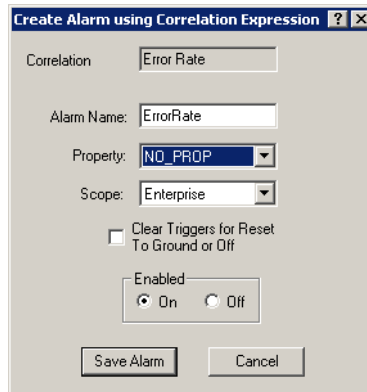 Create Alarm using Correlation Expression
Correlation Error Rate
Alarm Name: ErrorRate
Property: NO_PROP
Scope: Enterprise
Clear Triggers for Reset
To Ground or Off
Enabled
On Off
Save Alarm Cancel